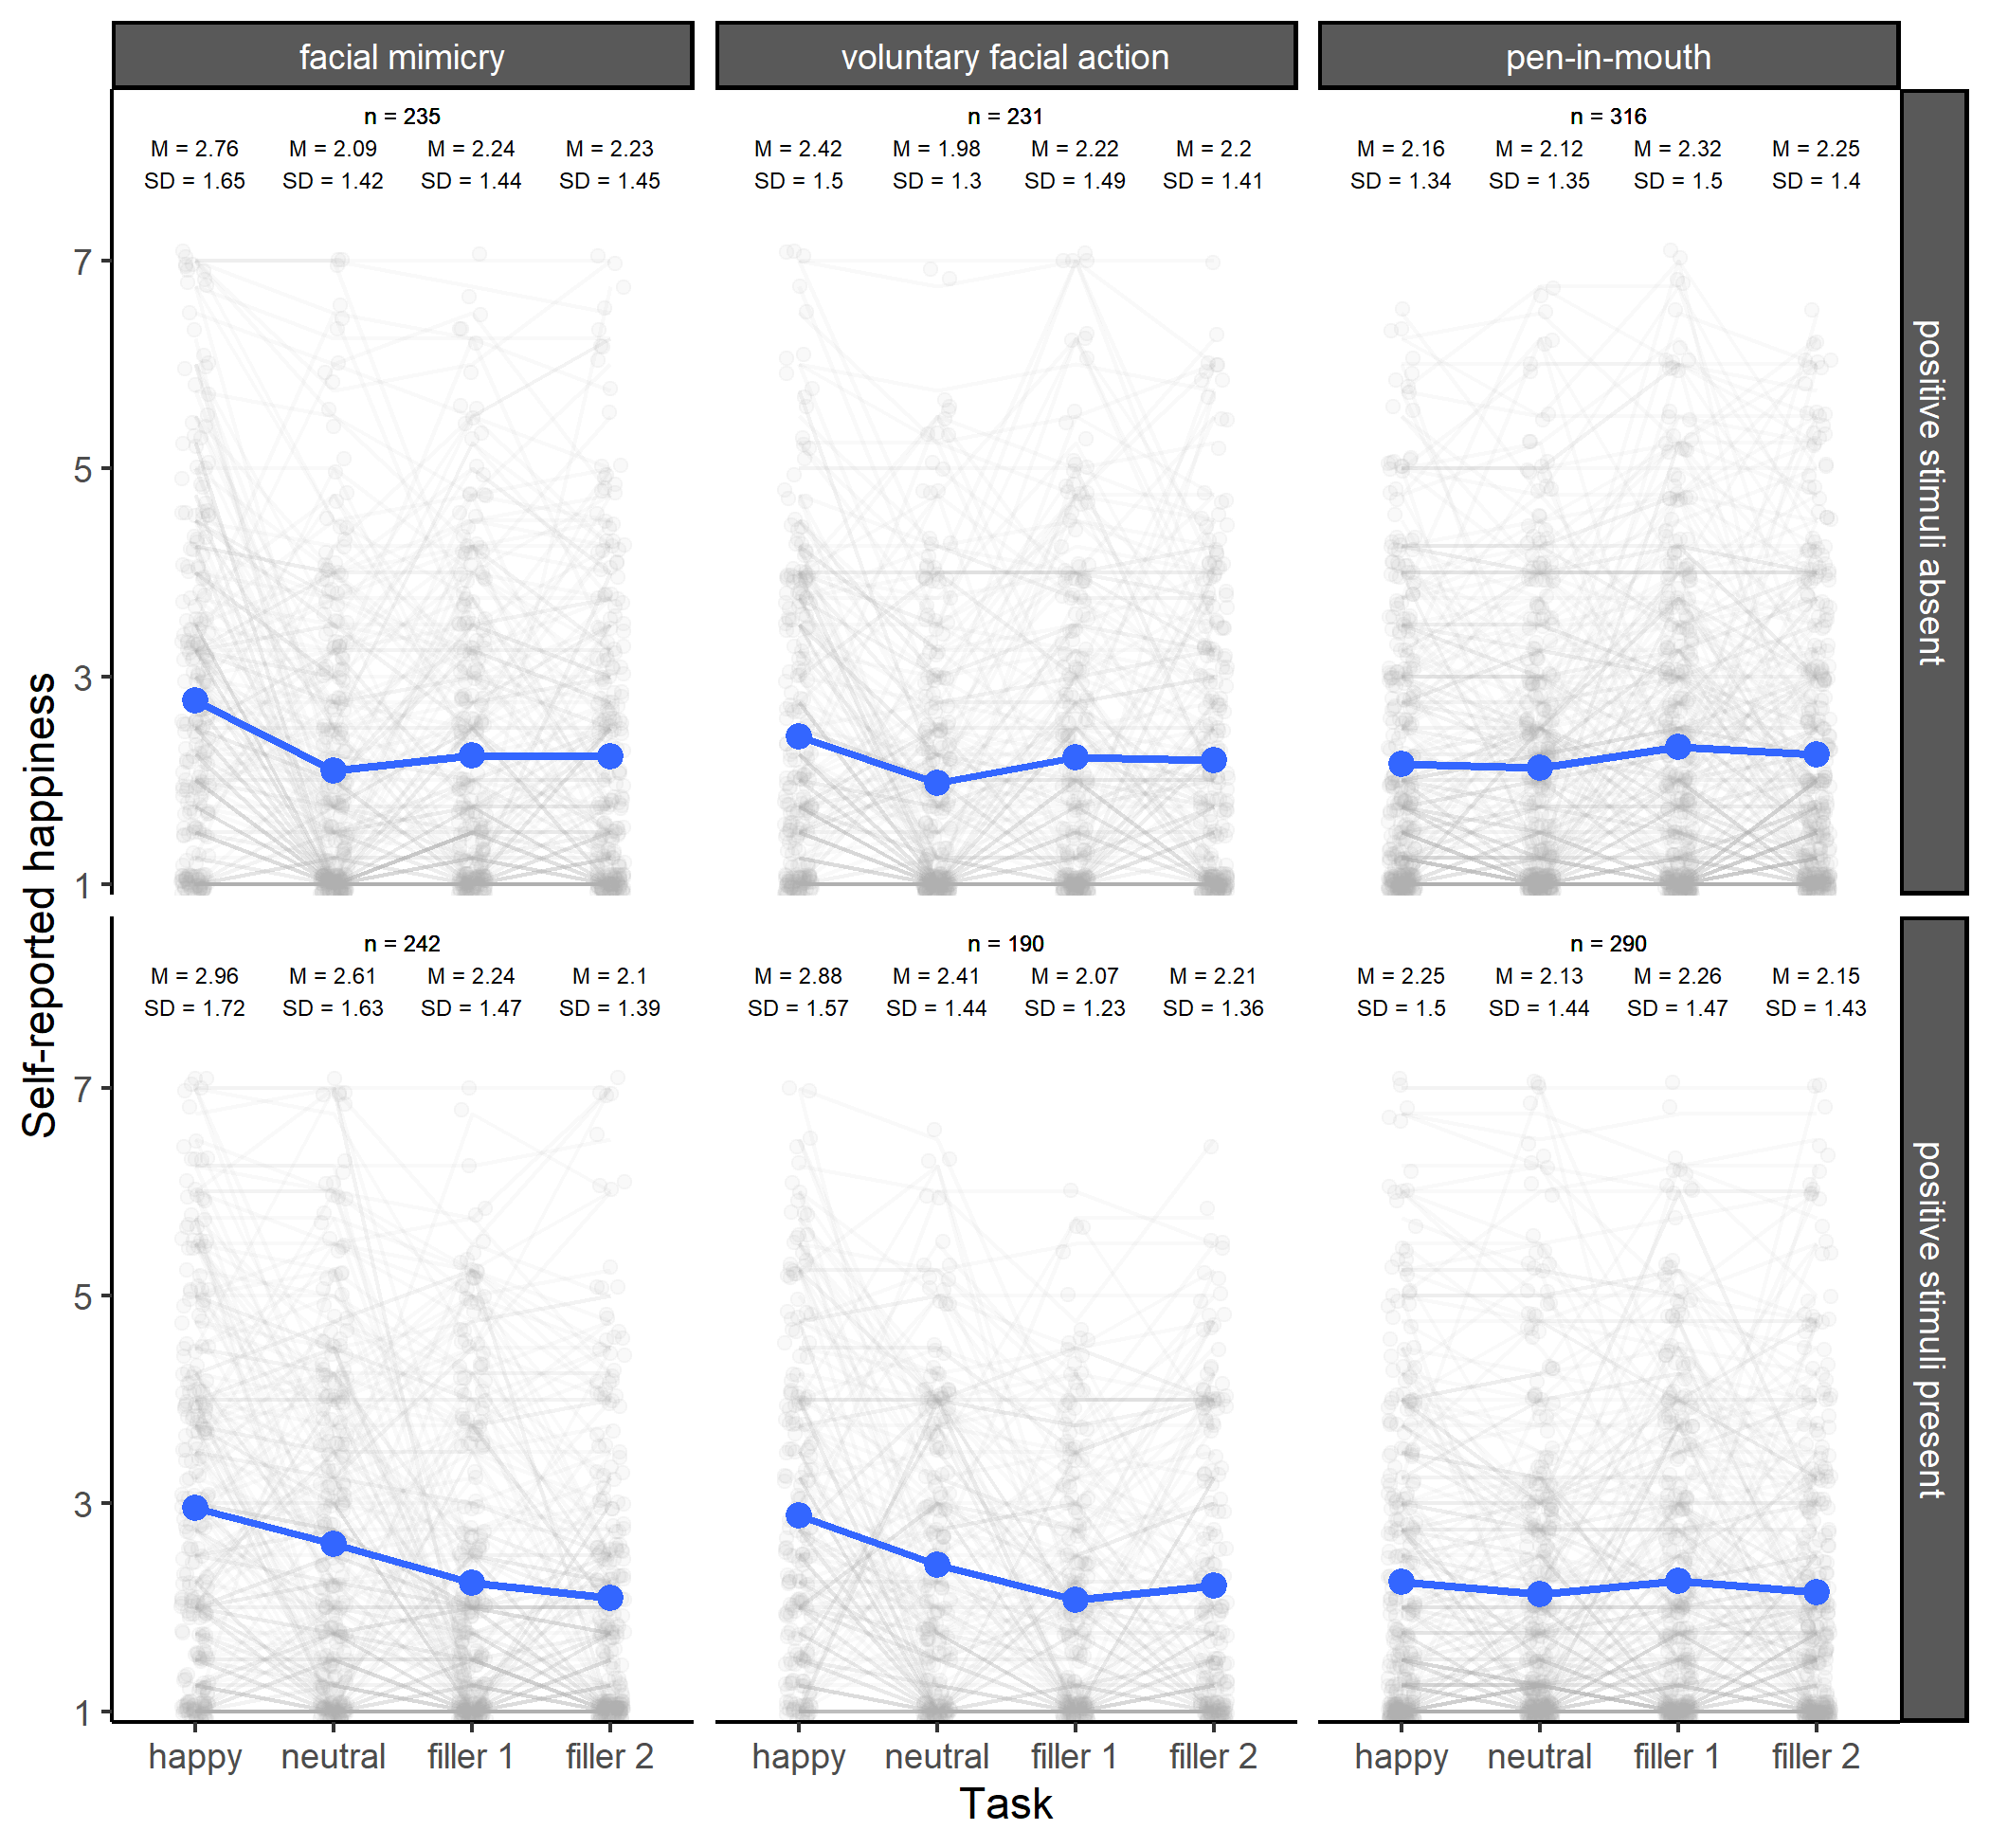 facial mimicry
voluntary facial action
pen-in-mouth
n = 235
M = 2.76 M = 2.09 M = 2.24 M = 2.23
SD = 1.65 SD = 1.42 SD = 1.44 SD = 1.45
n = 231
M = 2.42 M = 1.98 M = 2.22 M = 2.2
SD = 1.5 SD = 1.3 SD = 1.49 SD = 1.41
n = 316
M = 2.16 M = 2.12 M = 2.32 M = 2.25
SD = 1.34 SD = 1.35 SD = 1.5 SD = 1.4
positive stimuli absent
7
5
3
1
Self-reported happiness
n = 242
M = 2.96 M = 2.61 M = 2.24 M = 2.1
SD = 1.72 SD = 1.63 SD = 1.47 SD = 1.39
n = 190
M = 2.88 M = 2.41 M = 2.07 M = 2.21
SD = 1.57 SD = 1.44 SD = 1.23 SD = 1.36
n = 290
M = 2.25 M = 2.13 M = 2.26 M = 2.15
SD = 1.5 SD = 1.44 SD = 1.47 SD = 1.43
positive stimuli present
7
5
3
1
happy neutral filler 1 filler 2
happy neutral filler 1 filler 2
happy neutral filler 1 filler 2
Task